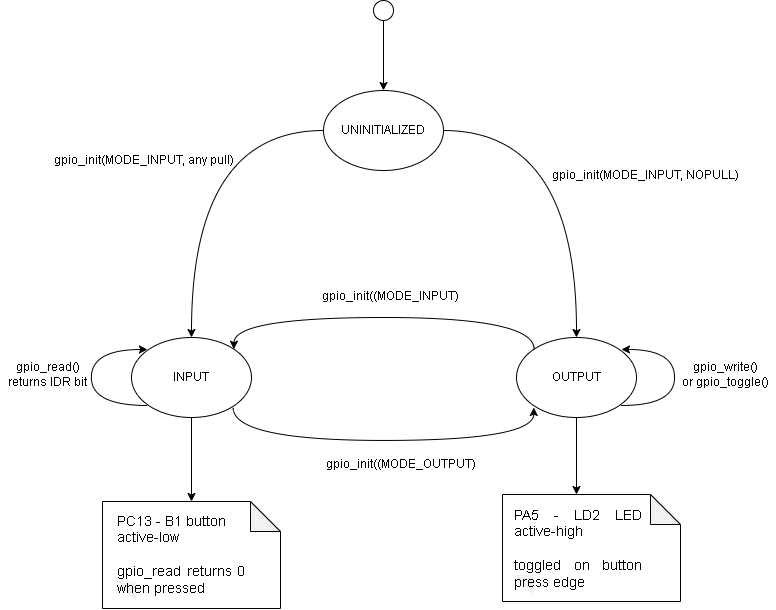 UNINITIALIZED
gpio_init(MODE_INPUT, any pull)
gpio_init(MODE_INPUT, NOPULL)
gpio_init((MODE_INPUT)
gpio_read()
returns IDR bit
INPUT
OUTPUT
gpio_write()
or gpio_toggle()
gpio_init((MODE_OUTPUT)
PC13 - B1 button
active-low
gpio_read returns 0
when pressed
PA5 - LD2 LED
active-high
toggled on button
press edge